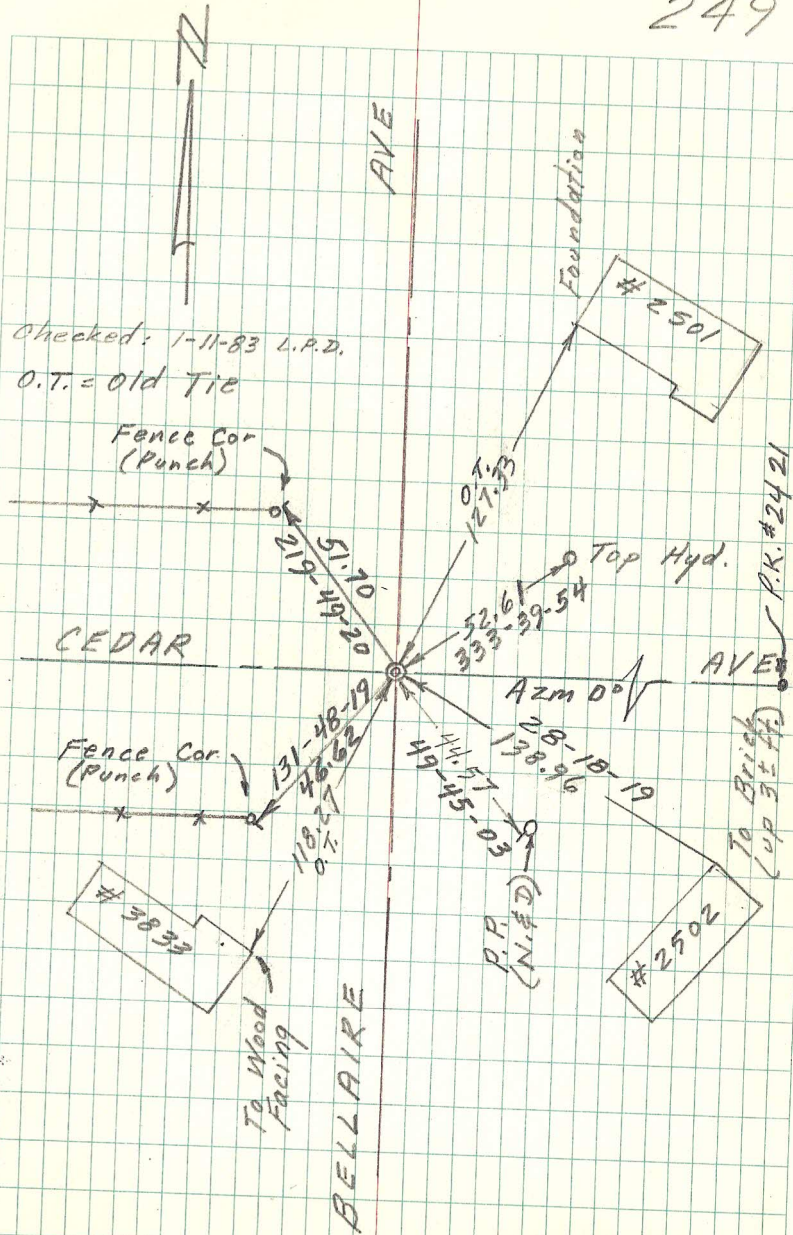 249
N
AVE
Foundation
# 2501
Checked: 1-11-83 L.P.D.
O.T. = Old Tie
Fence Cor
(Punch)
O.T.
127.33
P.K. #2421
51.70
219-49-20
Top Hyd.
52.61
333-39-54
CEDAR
Azm 0°
AVE
131-48-19
46.62
28-18-19
138.96
44.57
49-45-03
Fence Cor.
(Punch)
118.27
O.T.
To Brick
(up 3± ft.)
# 3833
P.P.
(N.&D)
# 2502
To Wood
Facing
BELLAIRE